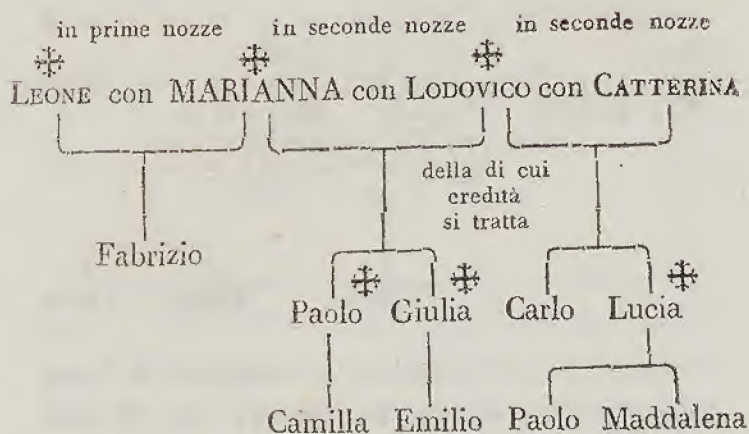 in prime nozze in seconde nozze in seconde nozze
LEONE con MARIANNA con LODOVICO con CATTERINA
della di cui
eredità
si tratta
Fabrizio
Paolo Giulia Carlo Lucia
Camilla Emilio Paolo Maddalena